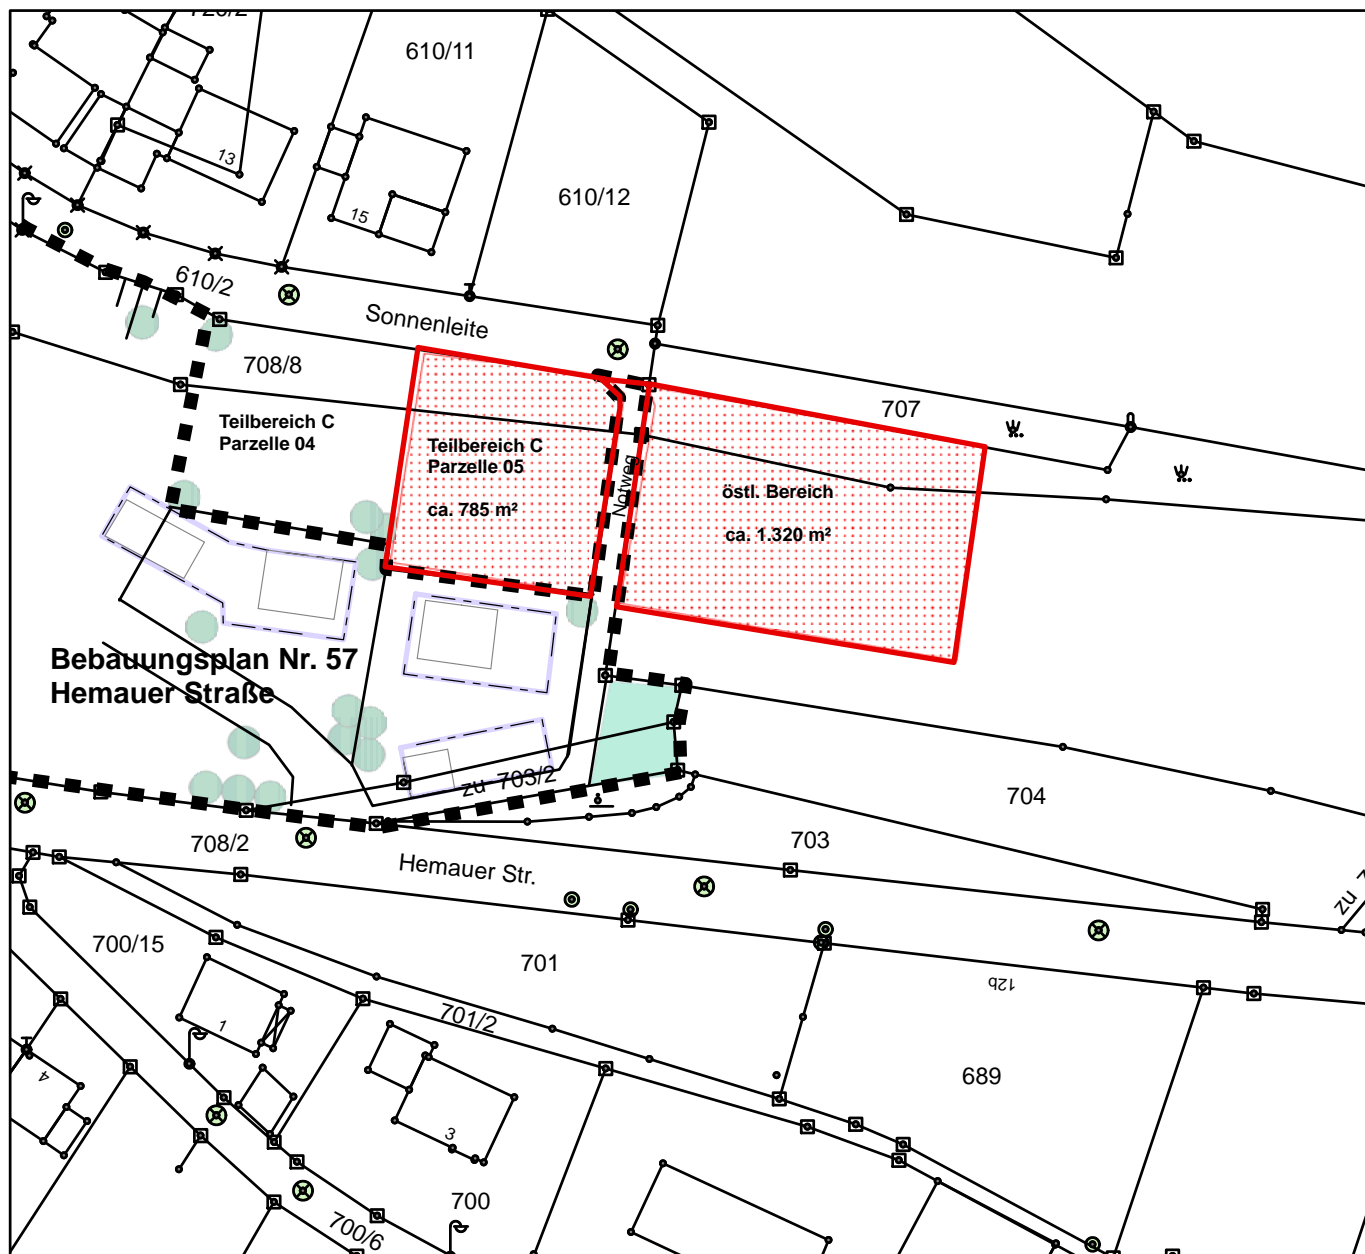 610/11
13
15
610/12
610/2
Sonnenleite
708/8
707
Teilbereich C
Parzelle 04
Teilbereich C
Parzelle 05
ca. 785 m²
Notweg
östl. Bereich
ca. 1.320 m²
Bebauungsplan Nr. 57
Hemauer Straße
zu 703/2
704
703
708/2
Hemauer Str.
zu
700/15
701
12b
701/2
1
689
4
3
700
700/6